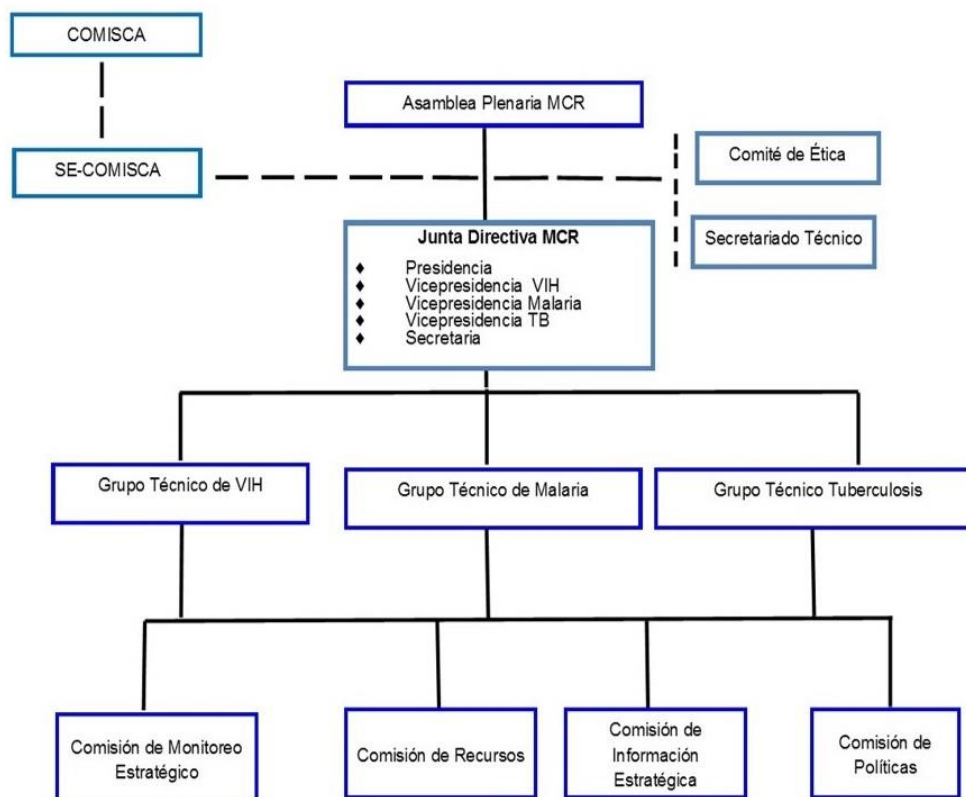 COMISCA
Asamblea Plenaria MCR
Comité de Ética
SE-COMISCA
Secretariado Técnico
Junta Directiva MCR
♦ Presidencia
♦ Vicepresidencia VIH
♦ Vicepresidencia Malaria
♦ Vicepresidencia TB
♦ Secretaria
Grupo Técnico de VIH
Grupo Técnico de Malaria
Grupo Técnico Tuberculosis
Comisión de Monitoreo
Estratégico
Comisión de Recursos
Comisión de
Información
Estratégica
Comisión de
Políticas